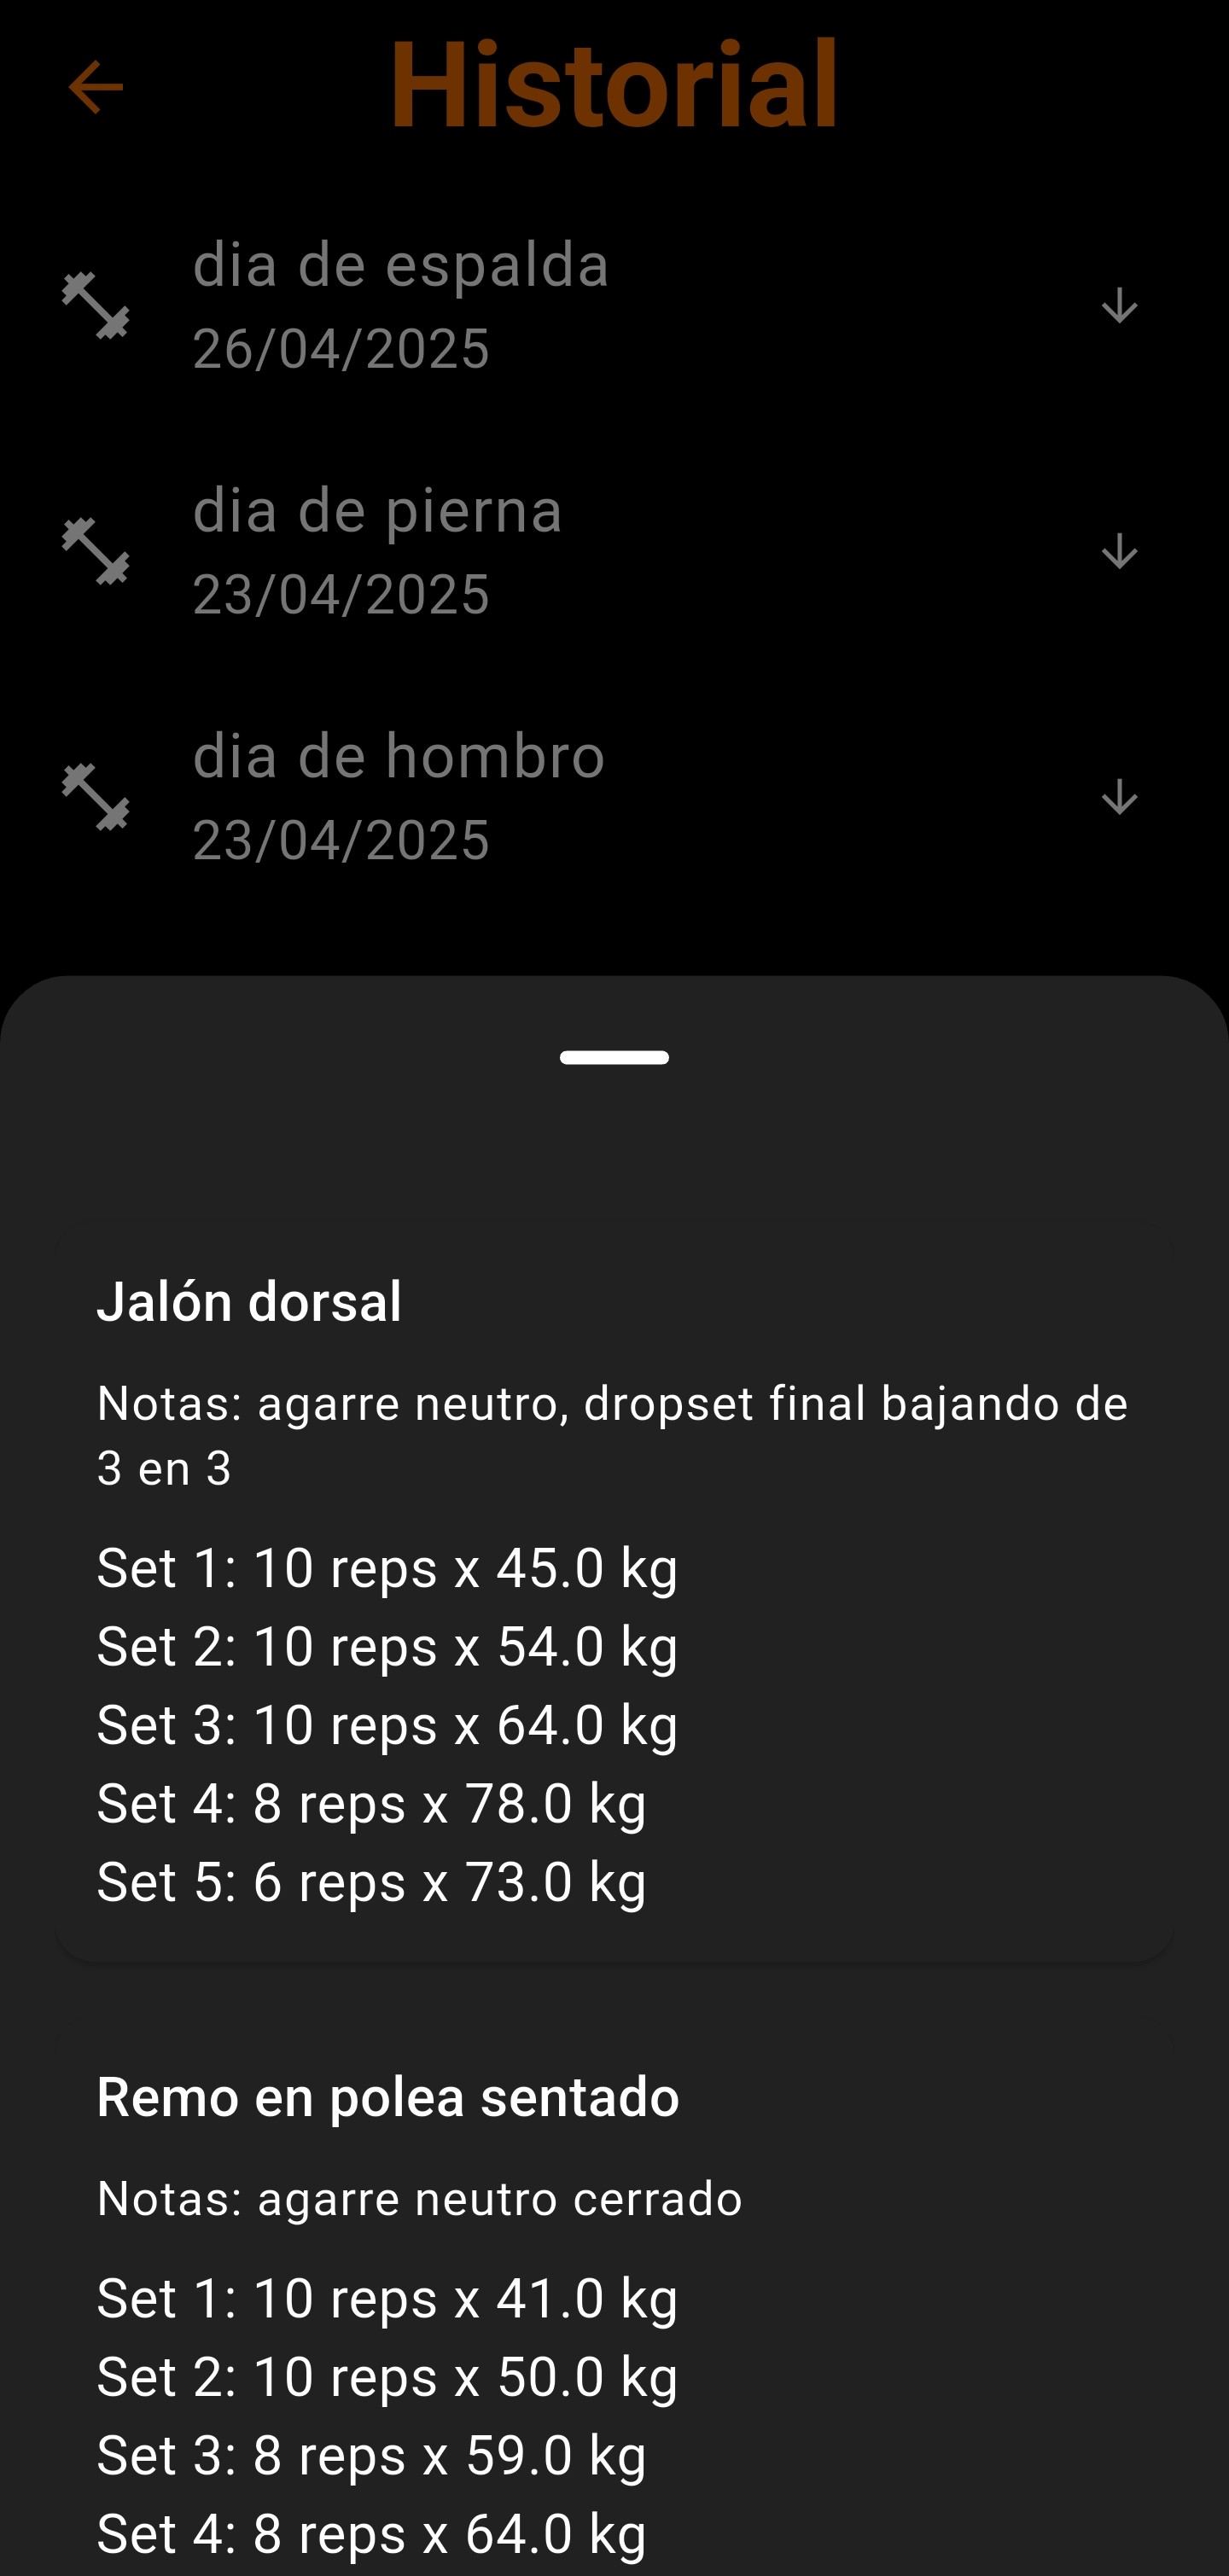 Historial
dia de espalda
26/04/2025
dia de pierna
23/04/2025
dia de hombro
23/04/2025
Jalón dorsal
Notas: agarre neutro, dropset final bajando de
3 en 3
Set 1: 10 reps x 45.0 kg
Set 2: 10 reps x 54.0 kg
Set 3: 10 reps x 64.0 kg
Set 4: 8 reps x 78.0 kg
Set 5: 6 reps x 73.0 kg
Remo en polea sentado
Notas: agarre neutro cerrado
Set 1: 10 reps x 41.0 kg
Set 2: 10 reps x 50.0 kg
Set 3: 8 reps x 59.0 kg
Set 4: 8 reps x 64.0 kg